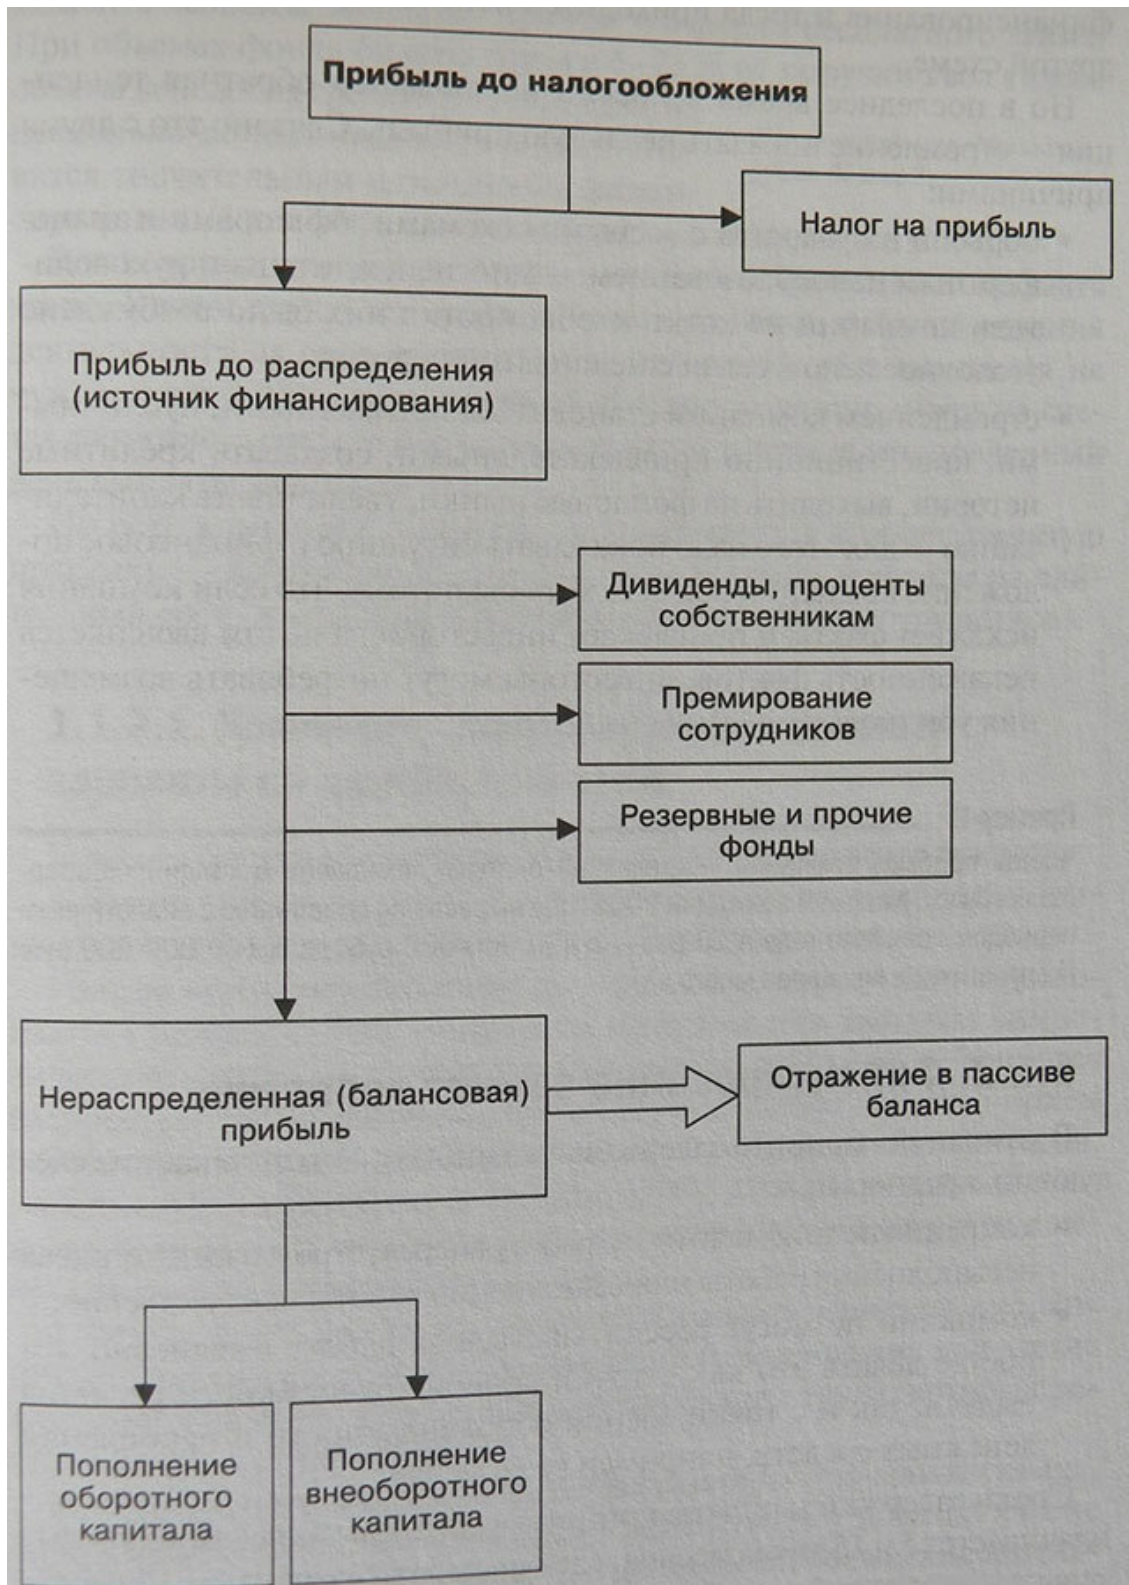 Прибыль до налогообложения
Налог на прибыль
Прибыль до распределения
(источник финансирования)
Дивиденды, проценты
собственникам
Премирование
сотрудников
Резервные и прочие
фонды
Нераспределенная (балансовая)
прибыль
Отражение в пассиве
баланса
Пополнение
оборотного
капитала
Пополнение
внеоборотного
капитала